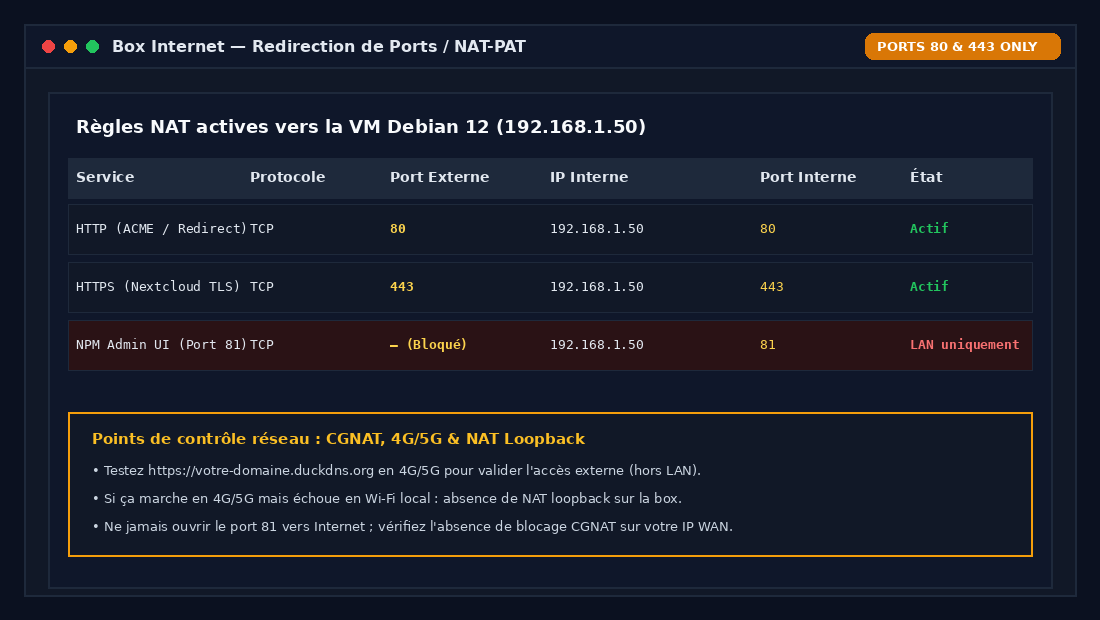 Box Internet — Redirection de Ports / NAT-PAT
PORTS 80 & 443 ONLY
Règles NAT actives vers la VM Debian 12 (192.168.1.50)
Service Protocole Port Externe IP Interne Port Interne État
HTTP (ACME / Redirect) TCP 80 192.168.1.50 80 Actif
HTTPS (Nextcloud TLS) TCP 443 192.168.1.50 443 Actif
NPM Admin UI (Port 81) TCP — (Bloqué) 192.168.1.50 81 LAN uniquement
Points de contrôle réseau : CGNAT, 4G/5G & NAT Loopback
• Testez https://votre-domaine.duckdns.org en 4G/5G pour valider l'accès externe (hors LAN).
• Si ça marche en 4G/5G mais échoue en Wi-Fi local : absence de NAT loopback sur la box.
• Ne jamais ouvrir le port 81 vers Internet ; vérifiez l'absence de blocage CGNAT sur votre IP WAN.